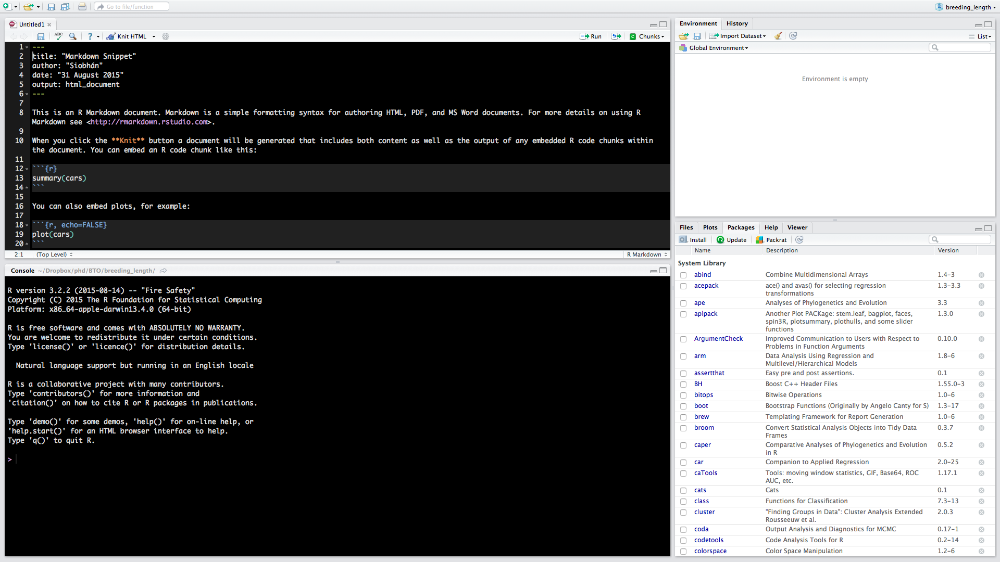 Go to file/function
breeding_length
Untitled1
ABC
? Knit HTML
Run
Chunks
1 ---
2 title: "Markdown Snippet"
3 author: "Siobhán"
4 date: "31 August 2015"
5 output: html_document
6 ---
7
8 This is an R Markdown document. Markdown is a simple formatting syntax for authoring HTML, PDF, and MS Word documents. For more details on using R
Markdown see <http://rmarkdown.rstudio.com>.
9
10 When you click the **Knit** button a document will be generated that includes both content as well as the output of any embedded R code chunks within
the document. You can embed an R code chunk like this:
11
12 ```{r}
13 summary(cars)
14 ```
15
16 You can also embed plots, for example:
17
18 ```{r, echo=FALSE}
19 plot(cars)
20 ```
2:1 (Top Level) R Markdown
Console ~/Dropbox/phd/BTO/breeding_length/
R version 3.2.2 (2015-08-14) -- "Fire Safety"
Copyright (C) 2015 The R Foundation for Statistical Computing
Platform: x86_64-apple-darwin13.4.0 (64-bit)
R is free software and comes with ABSOLUTELY NO WARRANTY.
You are welcome to redistribute it under certain conditions.
Type 'license()' or 'licence()' for distribution details.
Natural language support but running in an English locale
R is a collaborative project with many contributors.
Type 'contributors()' for more information and
'citation()' on how to cite R or R packages in publications.
Type 'demo()' for some demos, 'help()' for on-line help, or
'help.start()' for an HTML browser interface to help.
Type 'q()' to quit R.
>
Environment History
Import Dataset List
Global Environment
Environment is empty
Files Plots Packages Help Viewer
Install Update Packrat
Name Description Version
System Library
abind Combine Multidimensional Arrays 1.4-3
acepack ace() and avas() for selecting regression 1.3-3.3
transformations
ape Analyses of Phylogenetics and Evolution 3.3
aplpack Another Plot PACKage: stem.leaf, bagplot, faces, 1.3.0
spin3R, plotsummary, plothulls, and some slider
functions
ArgumentCheck Improved Communication to Users with Respect to 0.10.0
Problems in Function Arguments
arm Data Analysis Using Regression and 1.8-6
Multilevel/Hierarchical Models
assertthat Easy pre and post assertions. 0.1
BH Boost C++ Header Files 1.55.0-3
bitops Bitwise Operations 1.0-6
boot Bootstrap Functions (Originally by Angelo Canty for S) 1.3-17
brew Templating Framework for Report Generation 1.0-6
broom Convert Statistical Analysis Objects into Tidy Data 0.3.7
Frames
caper Comparative Analyses of Phylogenetics and Evolution 0.5.2
in R
car Companion to Applied Regression 2.0-25
caTools Tools: moving window statistics, GIF, Base64, ROC 1.17.1
AUC, etc.
cats Cats 0.1
class Functions for Classification 7.3-13
cluster "Finding Groups in Data": Cluster Analysis Extended 2.0.3
Rousseeuw et al.
coda Output Analysis and Diagnostics for MCMC 0.17-1
codetools Code Analysis Tools for R 0.2-14
colorspace Color Space Manipulation 1.2-6